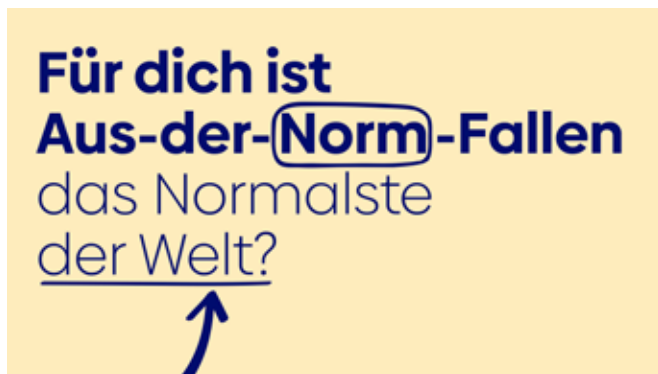 Für dich ist
Aus-der-Norm-Fallen
das Normalste
der Welt?